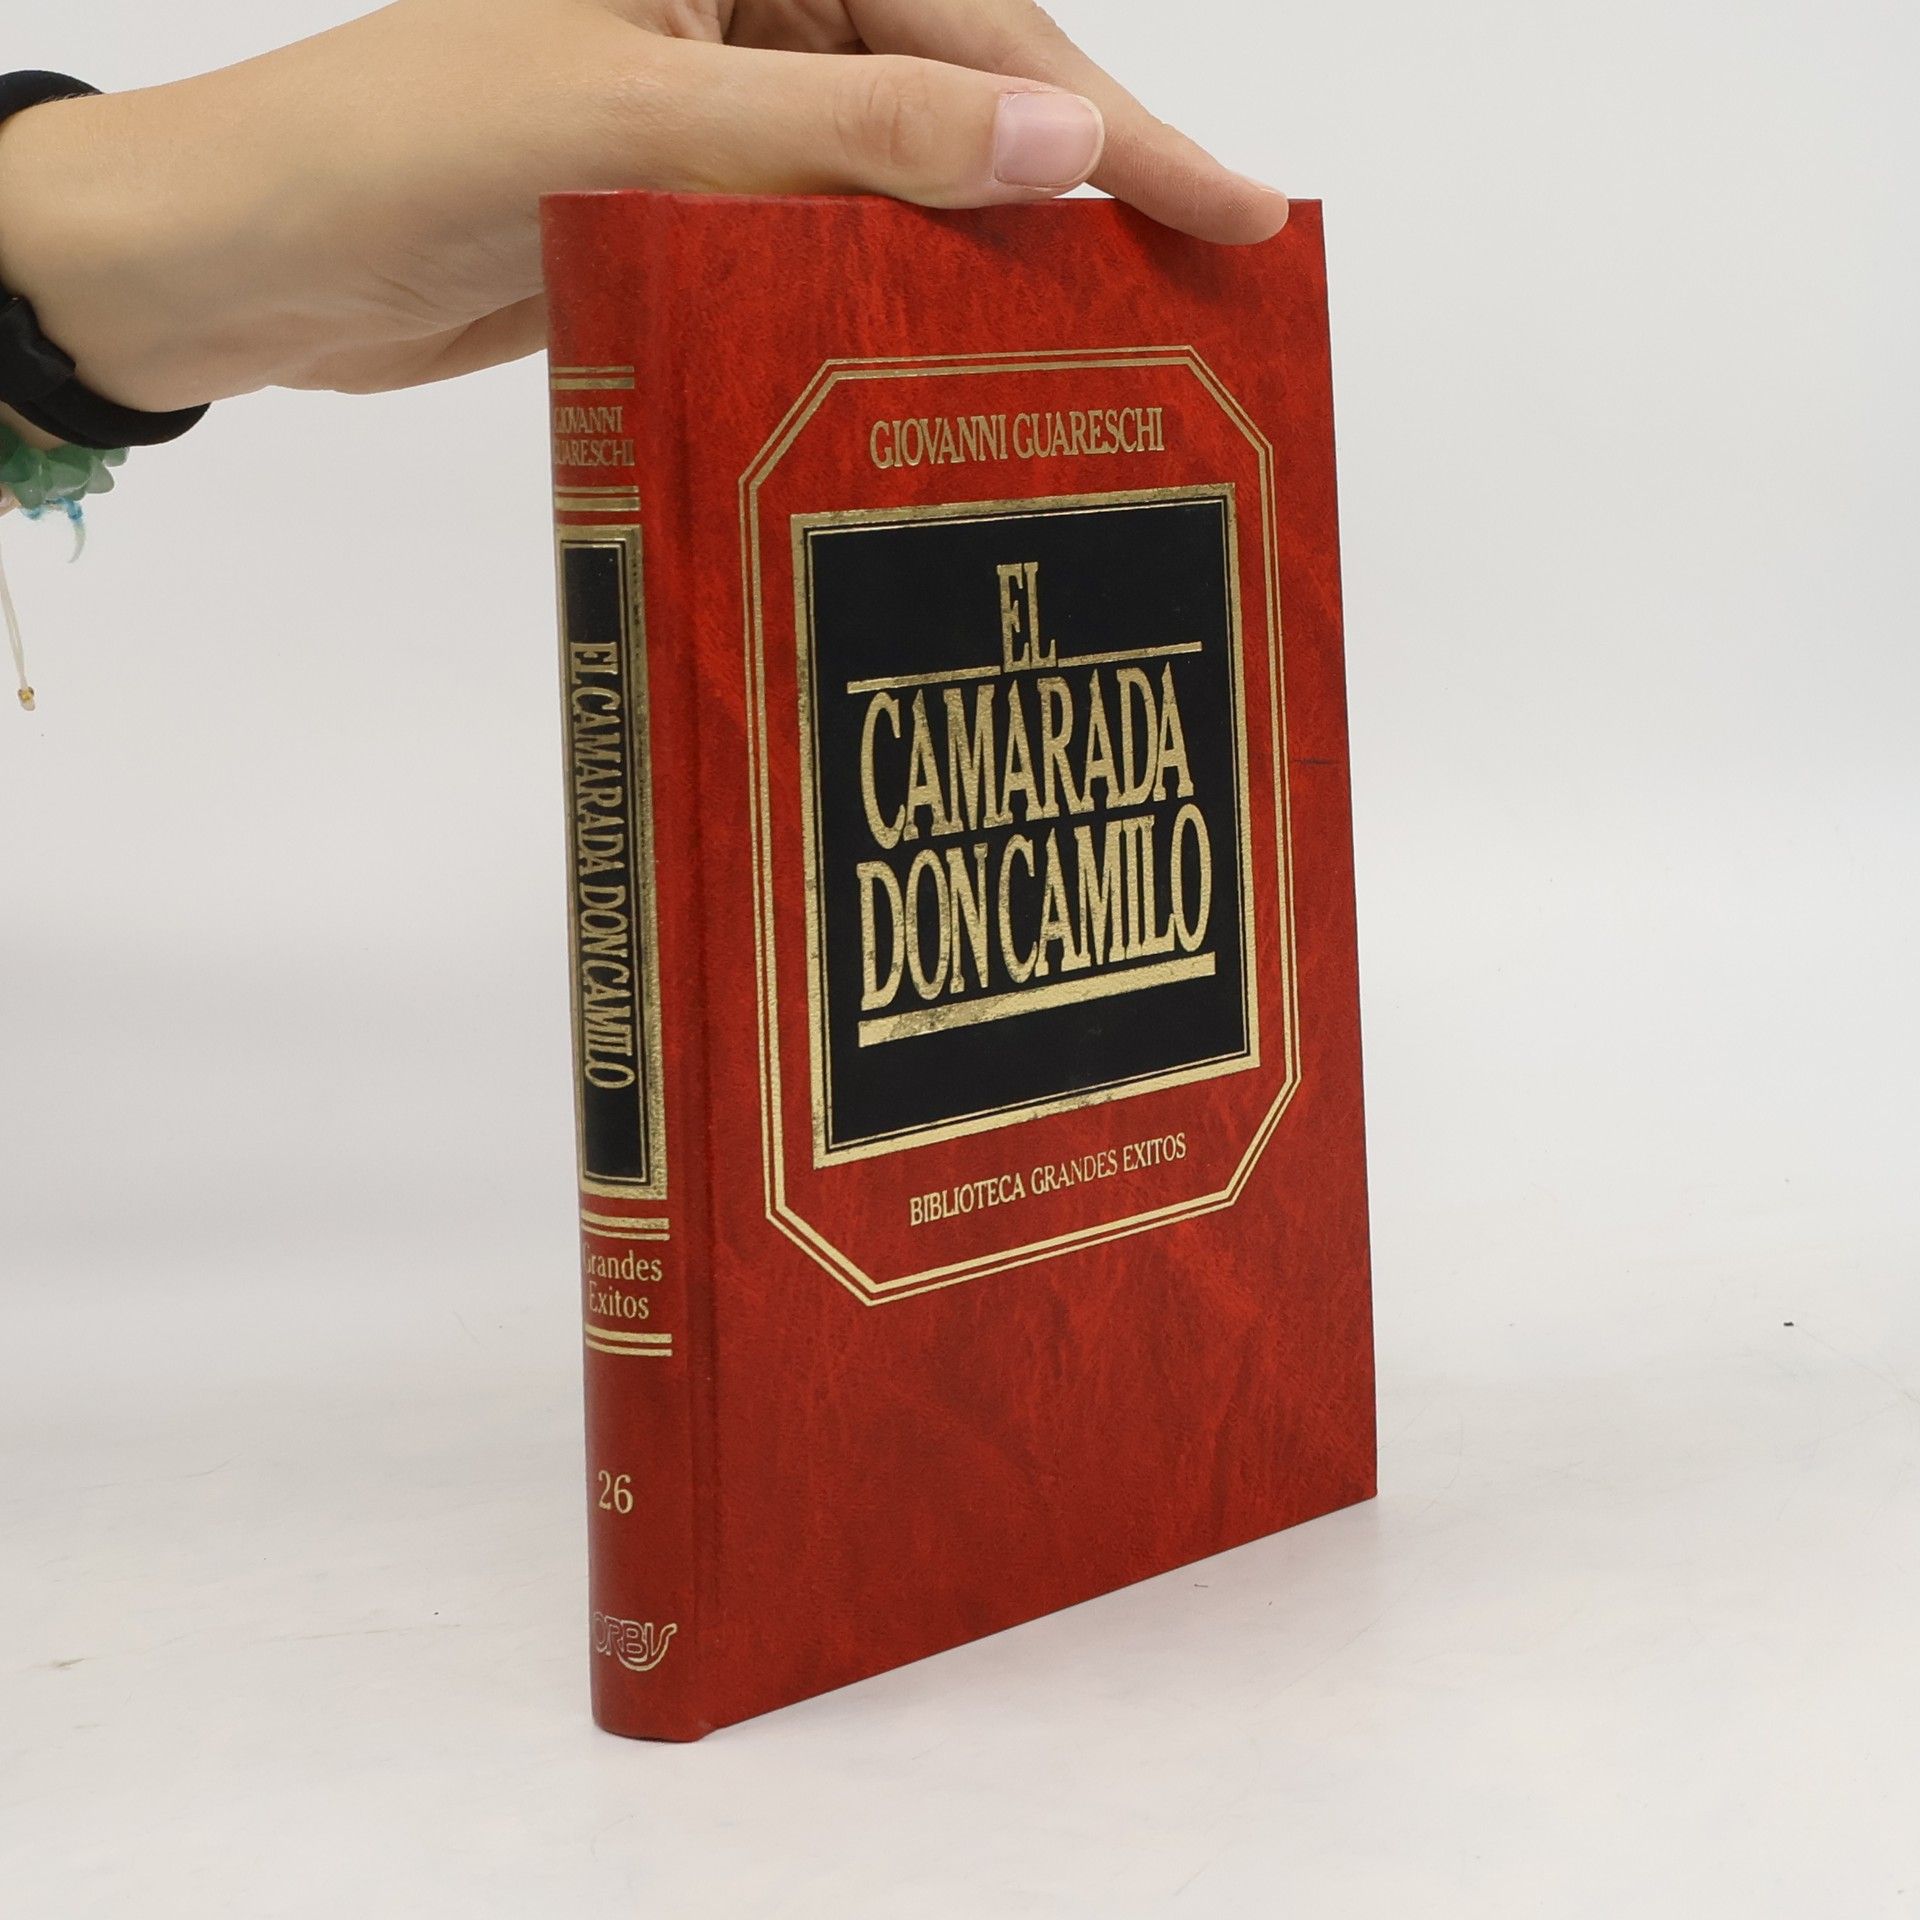 GIOVANNI
GUARESCHI
EL CAMARADA DON CAMILO
Grandes
Exitos
26
ORBIS
GIOVANNI GUARESCHI
EL
CAMARADA
DON CAMILO
BIBLIOTECA GRANDES EXITOS